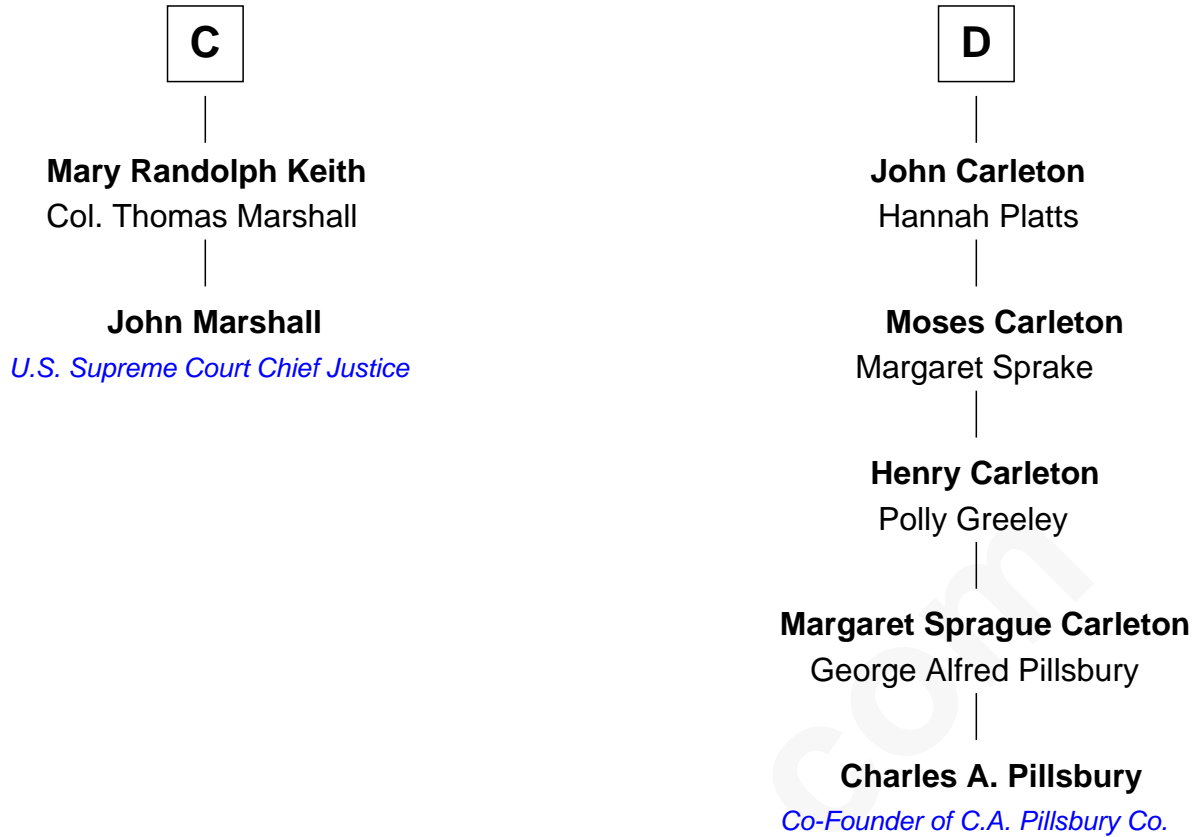 C
Mary Randolph Keith
Col. Thomas Marshall
John Marshall
U.S. Supreme Court Chief Justice
D
John Carleton
Hannah Platts
Moses Carleton
Margaret Sprake
Henry Carleton
Polly Greeley
Margaret Sprague Carleton
George Alfred Pillsbury
Charles A. Pillsbury
Co-Founder of C.A. Pillsbury Co.
com